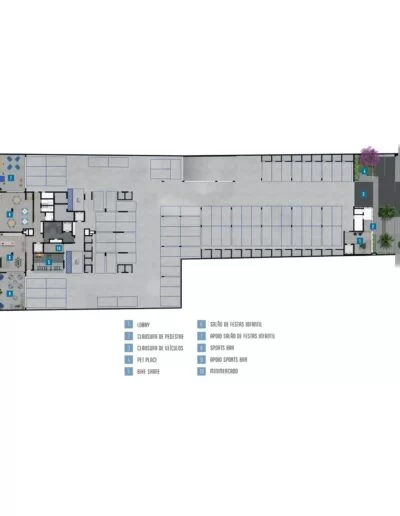 1 LOBBY
2 CLAUSURA DE PEDESTRE
3 CLAUSURA DE VEÍCULOS
4 PET PLACE
5 BIKE SHARE
6 SALÃO DE FESTAS INFANTIL
7 APOIO SALÃO DE FESTAS INFANTIL
8 SPORTS BAR
9 APOIO SPORTS BAR
10 MINIMERCADO